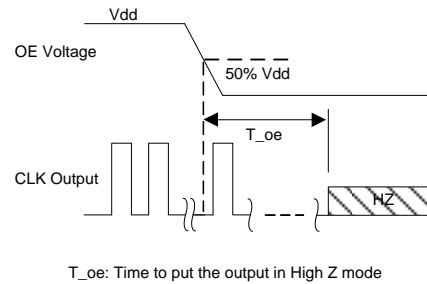 Vdd
OE Voltage
50% Vdd
T_oe
CLK Output
HZ
T_oe: Time to put the output in High Z mode